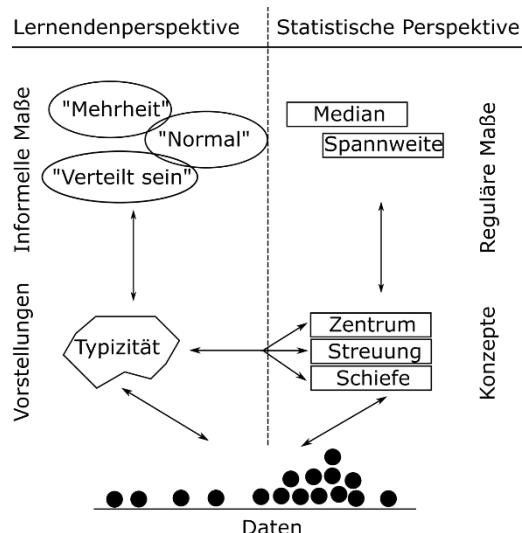 Lernendenperspektive
Statistische Perspektive
Informelle Maße
"Mehrheit"
"Normal"
"Verteilt sein"
Median
Spannweite
Reguläre Maße
Vorstellungen
Typizität
Zentrum
Streuung
Schiefe
Konzepte
Daten